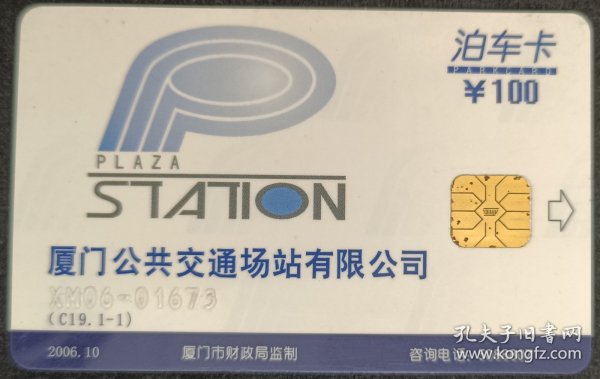 泊车卡
PARKCARD
￥100
PLAZA
STATION
厦门公共交通场站有限公司
XM06-01673
(C19.1-1)
2006.10
厦门市财政局监制
咨询电话
孔夫子旧书网
www.kongfz.com